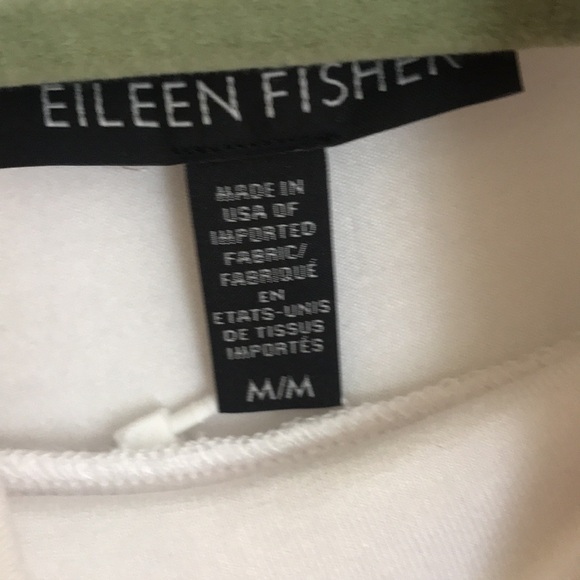 EILEEN FISHER
MADE IN
USA OF
IMPORTED
FABRIC/
FABRIQUÉ
EN
ETATS-UNIS
DE TISSUS
IMPORTÉS
M/M